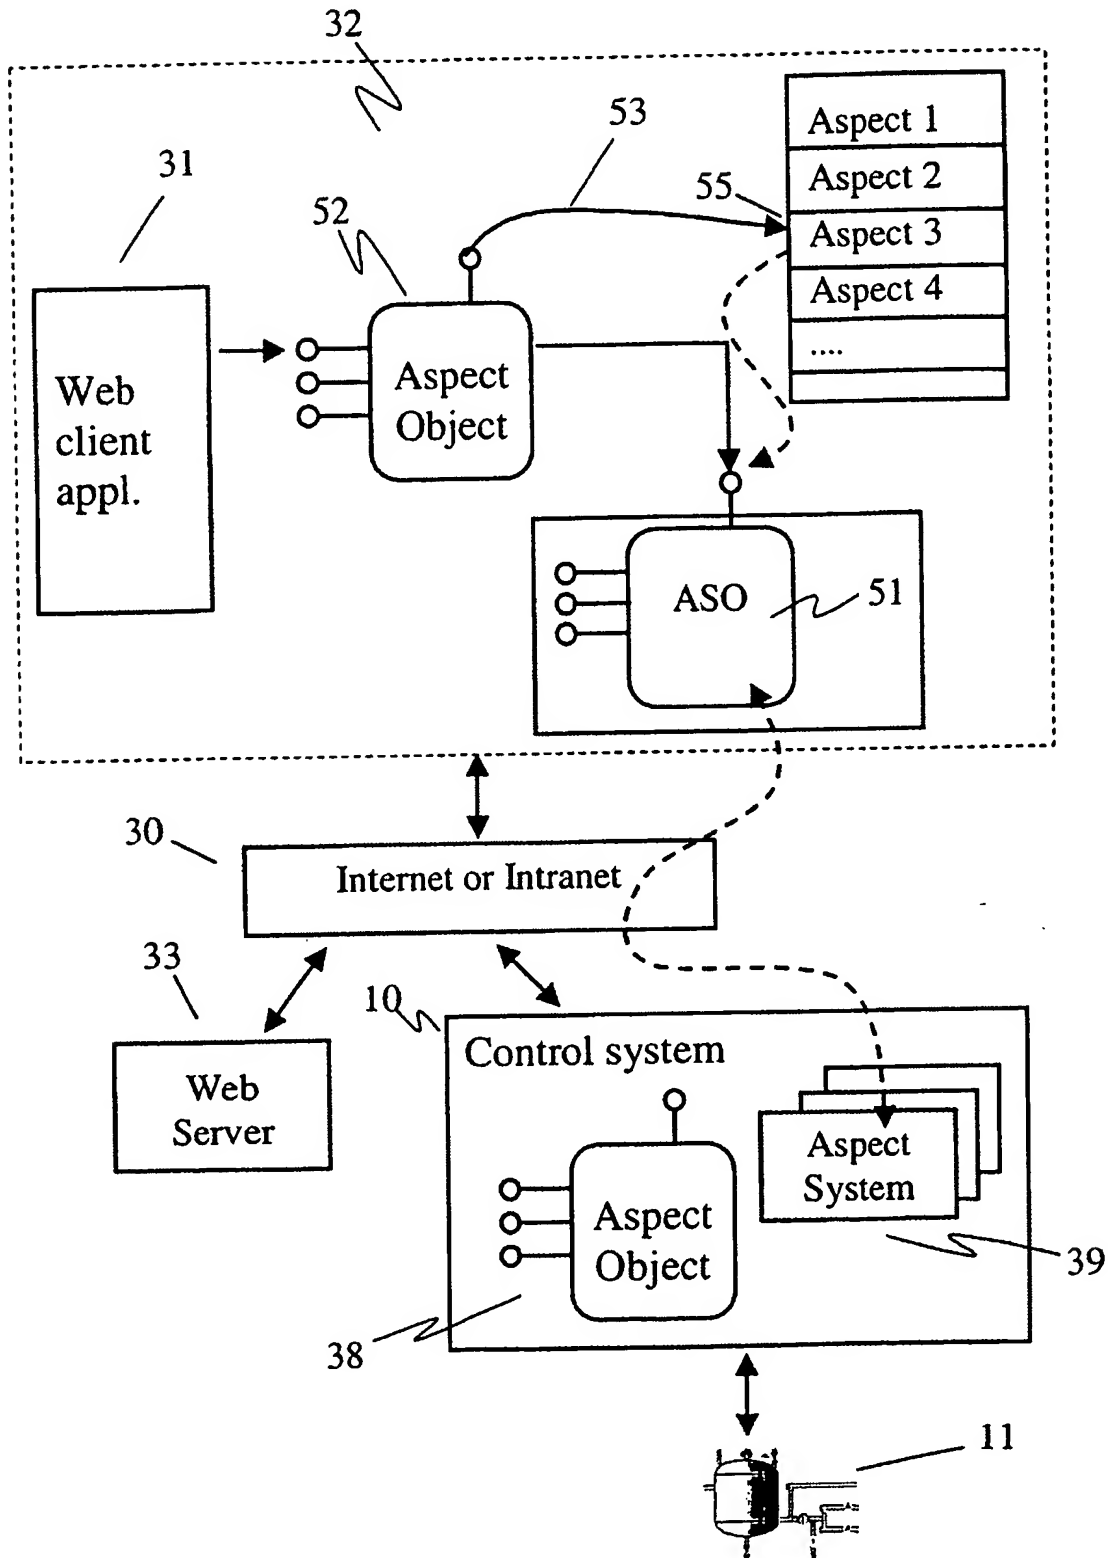 32
53
31
52
55
Aspect 1
Aspect 2
Aspect 3
Aspect 4
....
Web
client
appl.
Aspect
Object
ASO
51
30
Internet or Intranet
33
Web
Server
10
Control system
Aspect
Object
Aspect
System
39
38
11